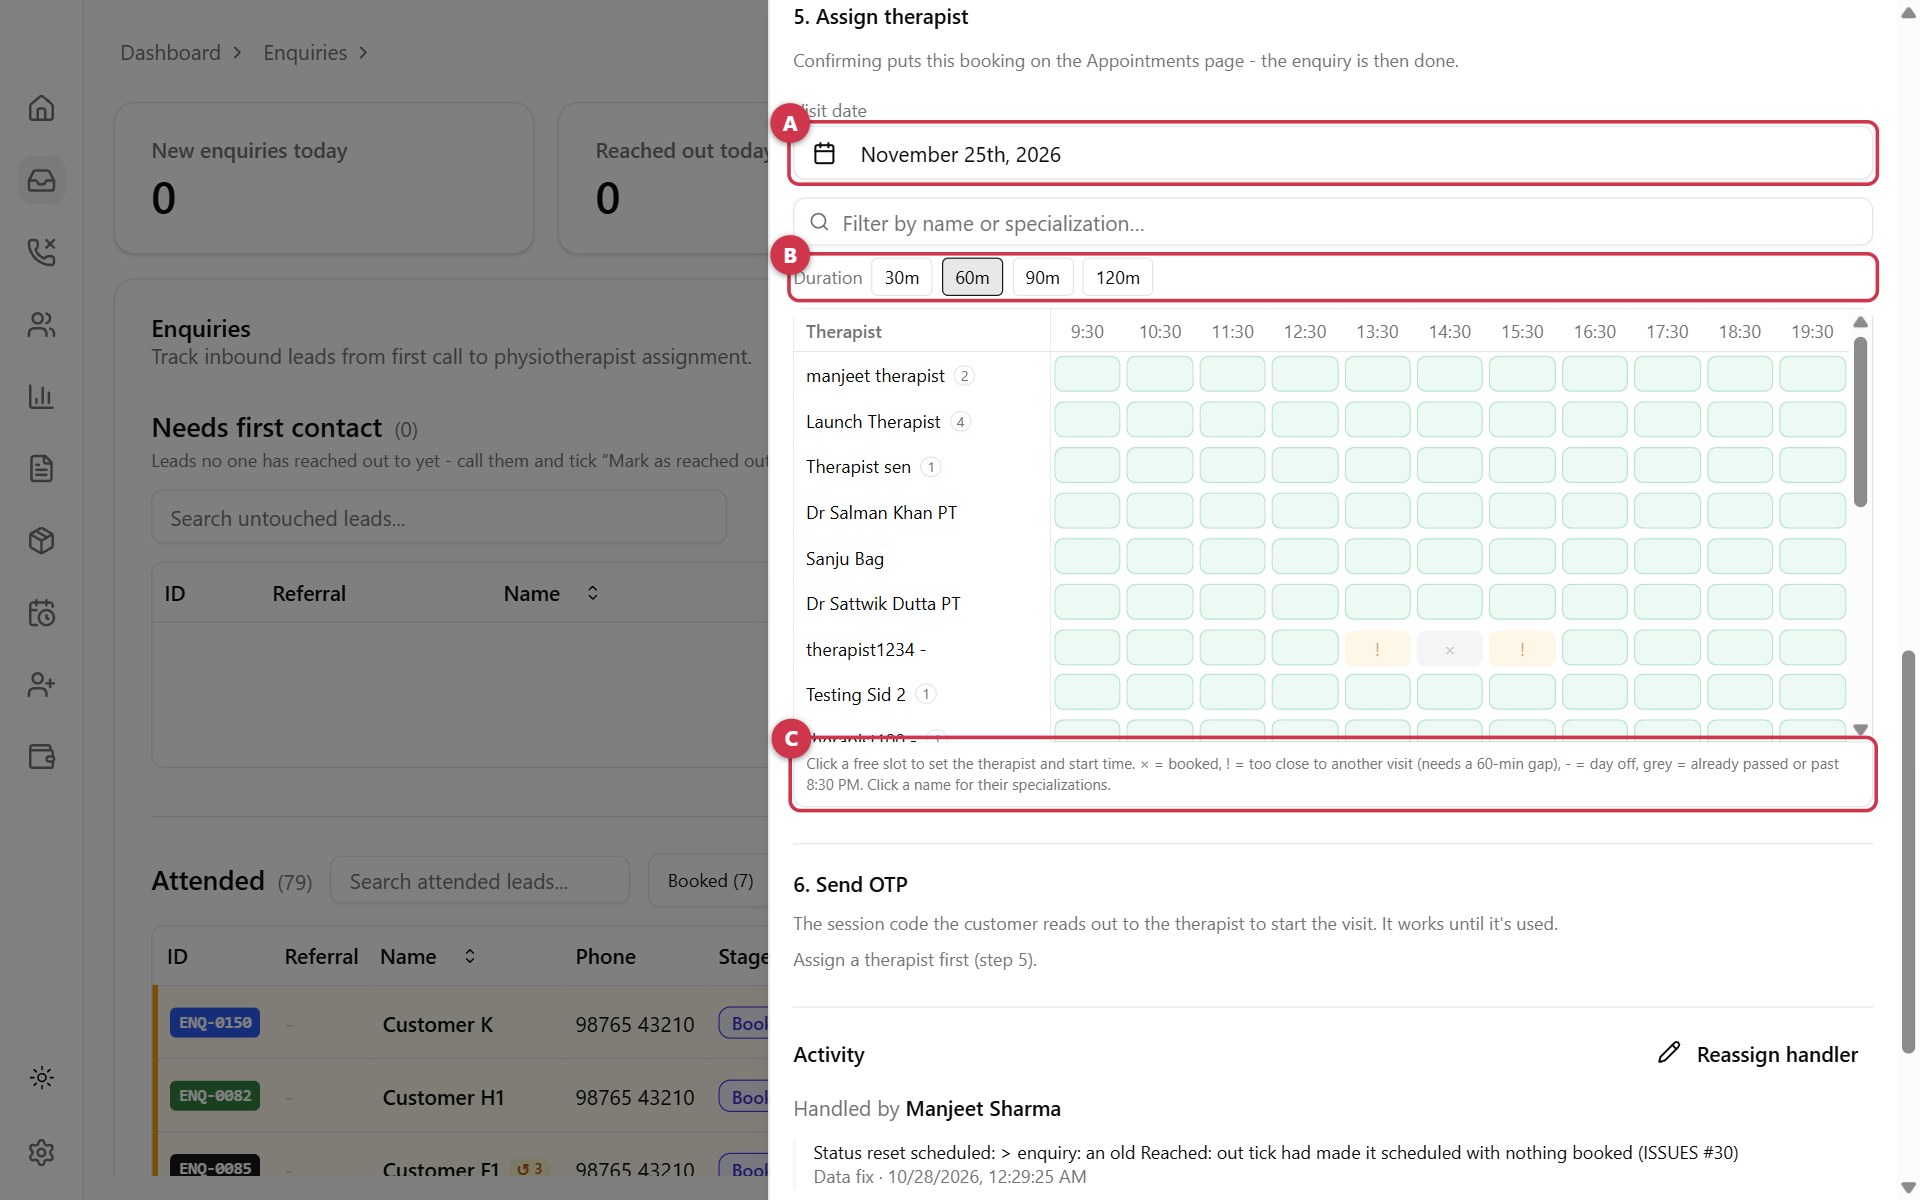 Dashboard > Enquiries >
New enquiries today
0
Reached out today
0
Enquiries
Track inbound leads from first call to physiotherapist assignment.
Needs first contact (0)
Leads no one has reached out to yet - call them and tick “Mark as reached out
Search untouched leads...
ID Referral Name
Attended (79)
Search attended leads...
Booked (7)
ID Referral Name Phone Stage
ENQ-0150 - Customer K 98765 43210
ENQ-0082 - Customer H1 98765 43210
ENQ-0085 - Customer F1 3 98765 43210
5. Assign therapist
Confirming puts this booking on the Appointments page - the enquiry is then done.
date
A
November 25th, 2026
Filter by name or specialization...
B
Duration 30m 60m 90m 120m
Therapist 9:30 10:30 11:30 12:30 13:30 14:30 15:30 16:30 17:30 18:30 19:30
manjeet therapist 2
Launch Therapist 4
Therapist sen 1
Dr Salman Khan PT
Sanju Bag
Dr Sattwik Dutta PT
therapist1234 - ! × !
Testing Sid 2 1
C
Click a free slot to set the therapist and start time. × = booked, ! = too close to another visit (needs a 60-min gap), - = day off, grey = already passed or past
8:30 PM. Click a name for their specializations.
6. Send OTP
The session code the customer reads out to the therapist to start the visit. It works until it's used.
Assign a therapist first (step 5).
Activity
Reassign handler
Handled by Manjeet Sharma
Status reset scheduled: > enquiry: an old Reached: out tick had made it scheduled with nothing booked (ISSUES #30)
Data fix · 10/28/2026, 12:29:25 AM